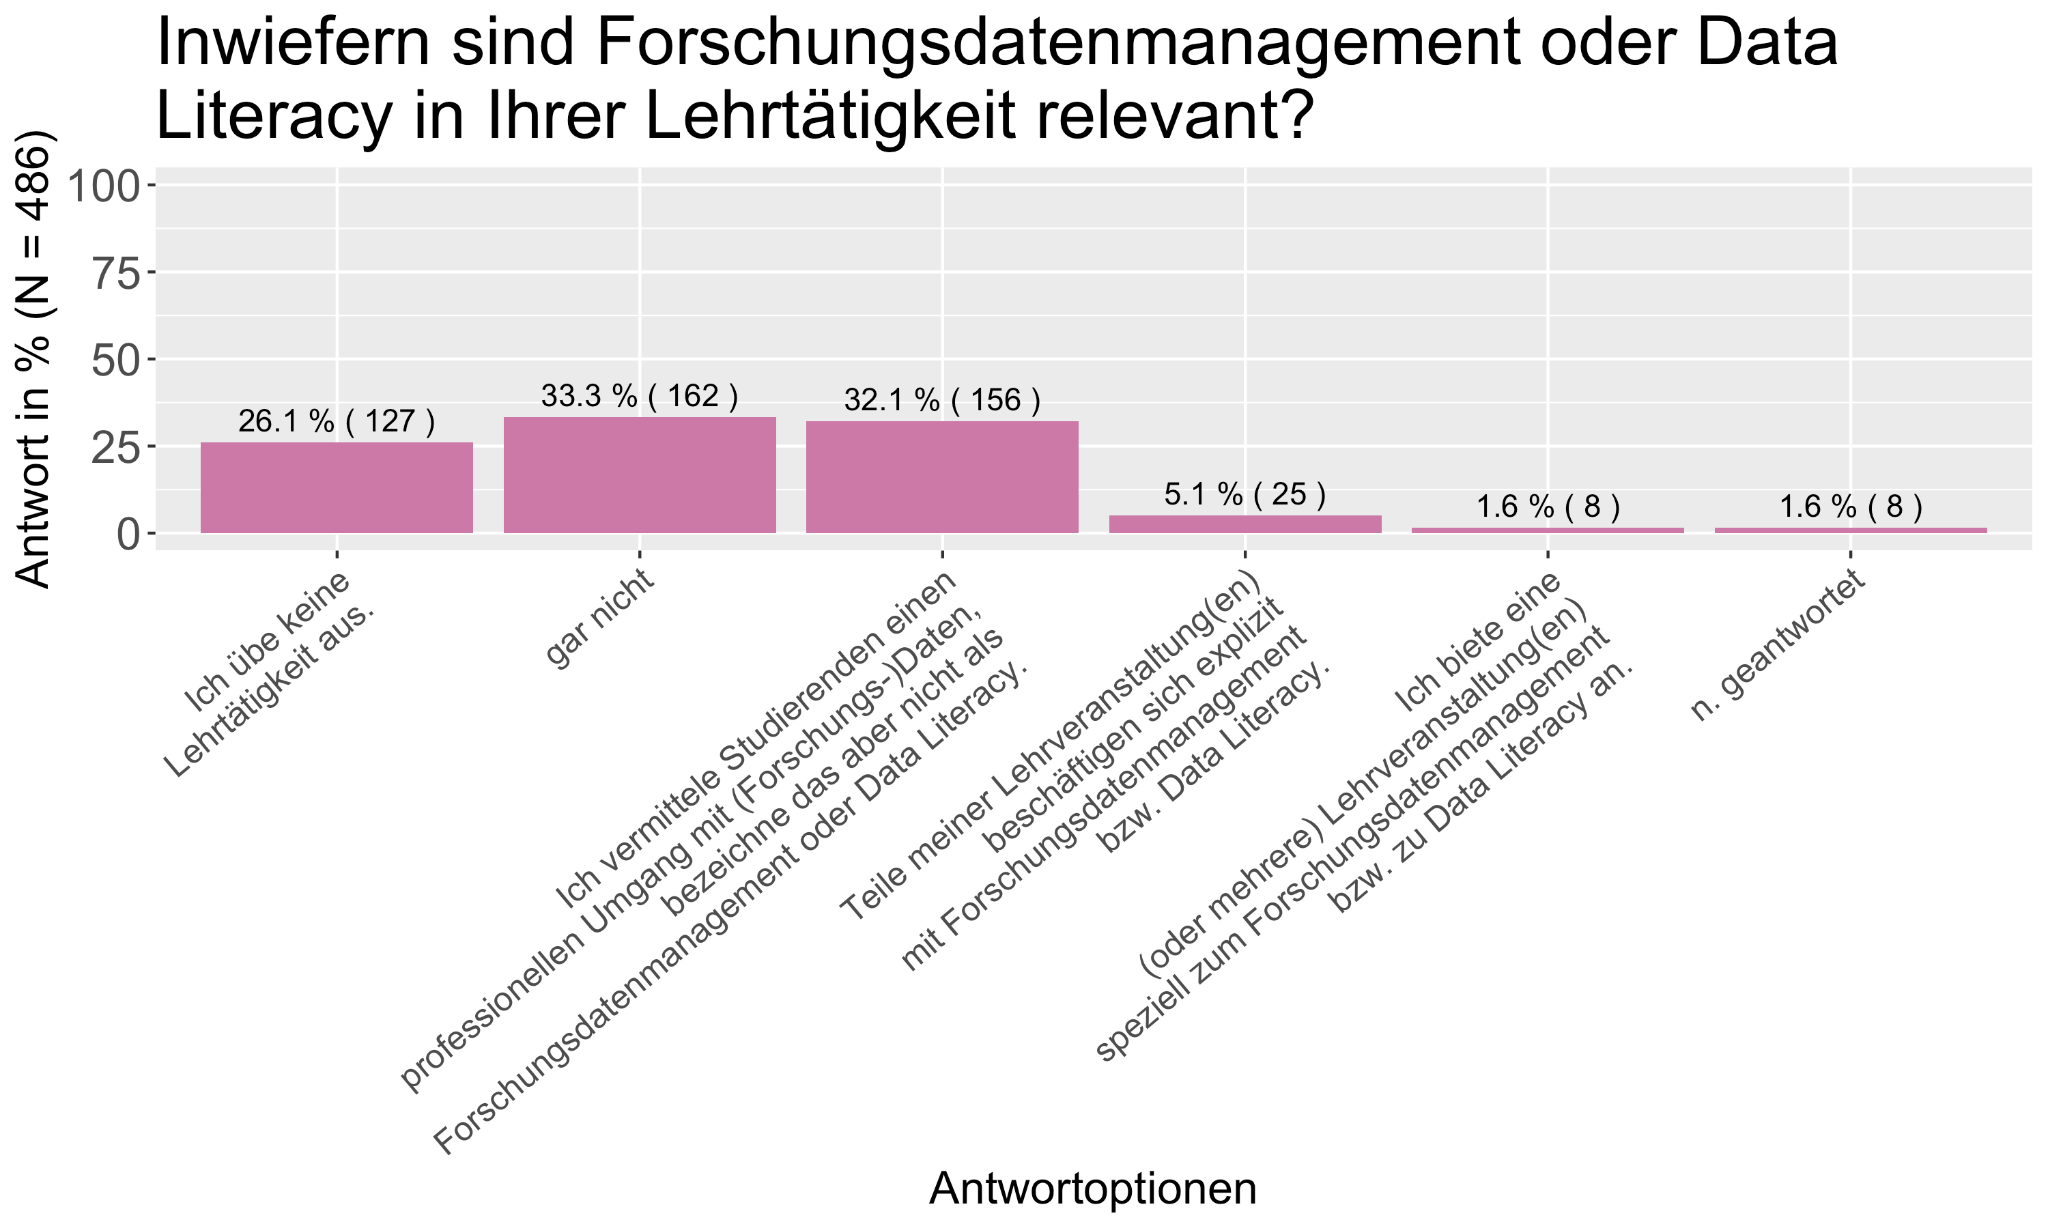 Inwiefern sind Forschungsdatenmanagement oder Data
Literacy in Ihrer Lehrtätigkeit relevant?
Antwort in % (N = 486)
100
75
50
25
0
26.1 % ( 127 )
33.3 % ( 162 )
32.1 % ( 156 )
5.1 % ( 25 )
1.6 % ( 8 )
1.6 % ( 8 )
Ich übe keine
Lehrtätigkeit aus.
gar nicht
Ich vermittele Studierenden einen
professionellen Umgang mit (Forschungs-)Daten,
bezeichne das aber nicht als
Forschungsdatenmanagement oder Data Literacy.
Teile meiner Lehrveranstaltung(en)
beschäftigen sich explizit
mit Forschungsdatenmanagement
bzw. Data Literacy.
Ich biete eine
(oder mehrere) Lehrveranstaltung(en)
speziell zum Forschungsdatenmanagement
bzw. zu Data Literacy an.
n. geantwortet
Antwortoptionen